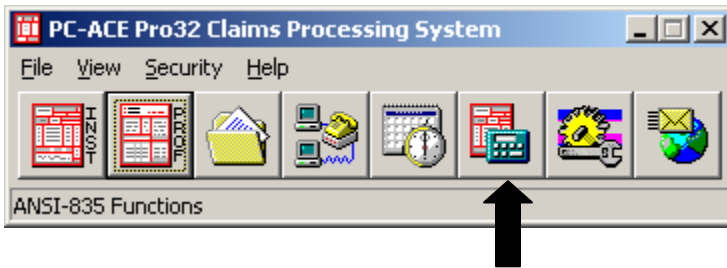 PC-ACE Pro32 Claims Processing System
File View Security Help
INST PROF
ANSI-835 Functions